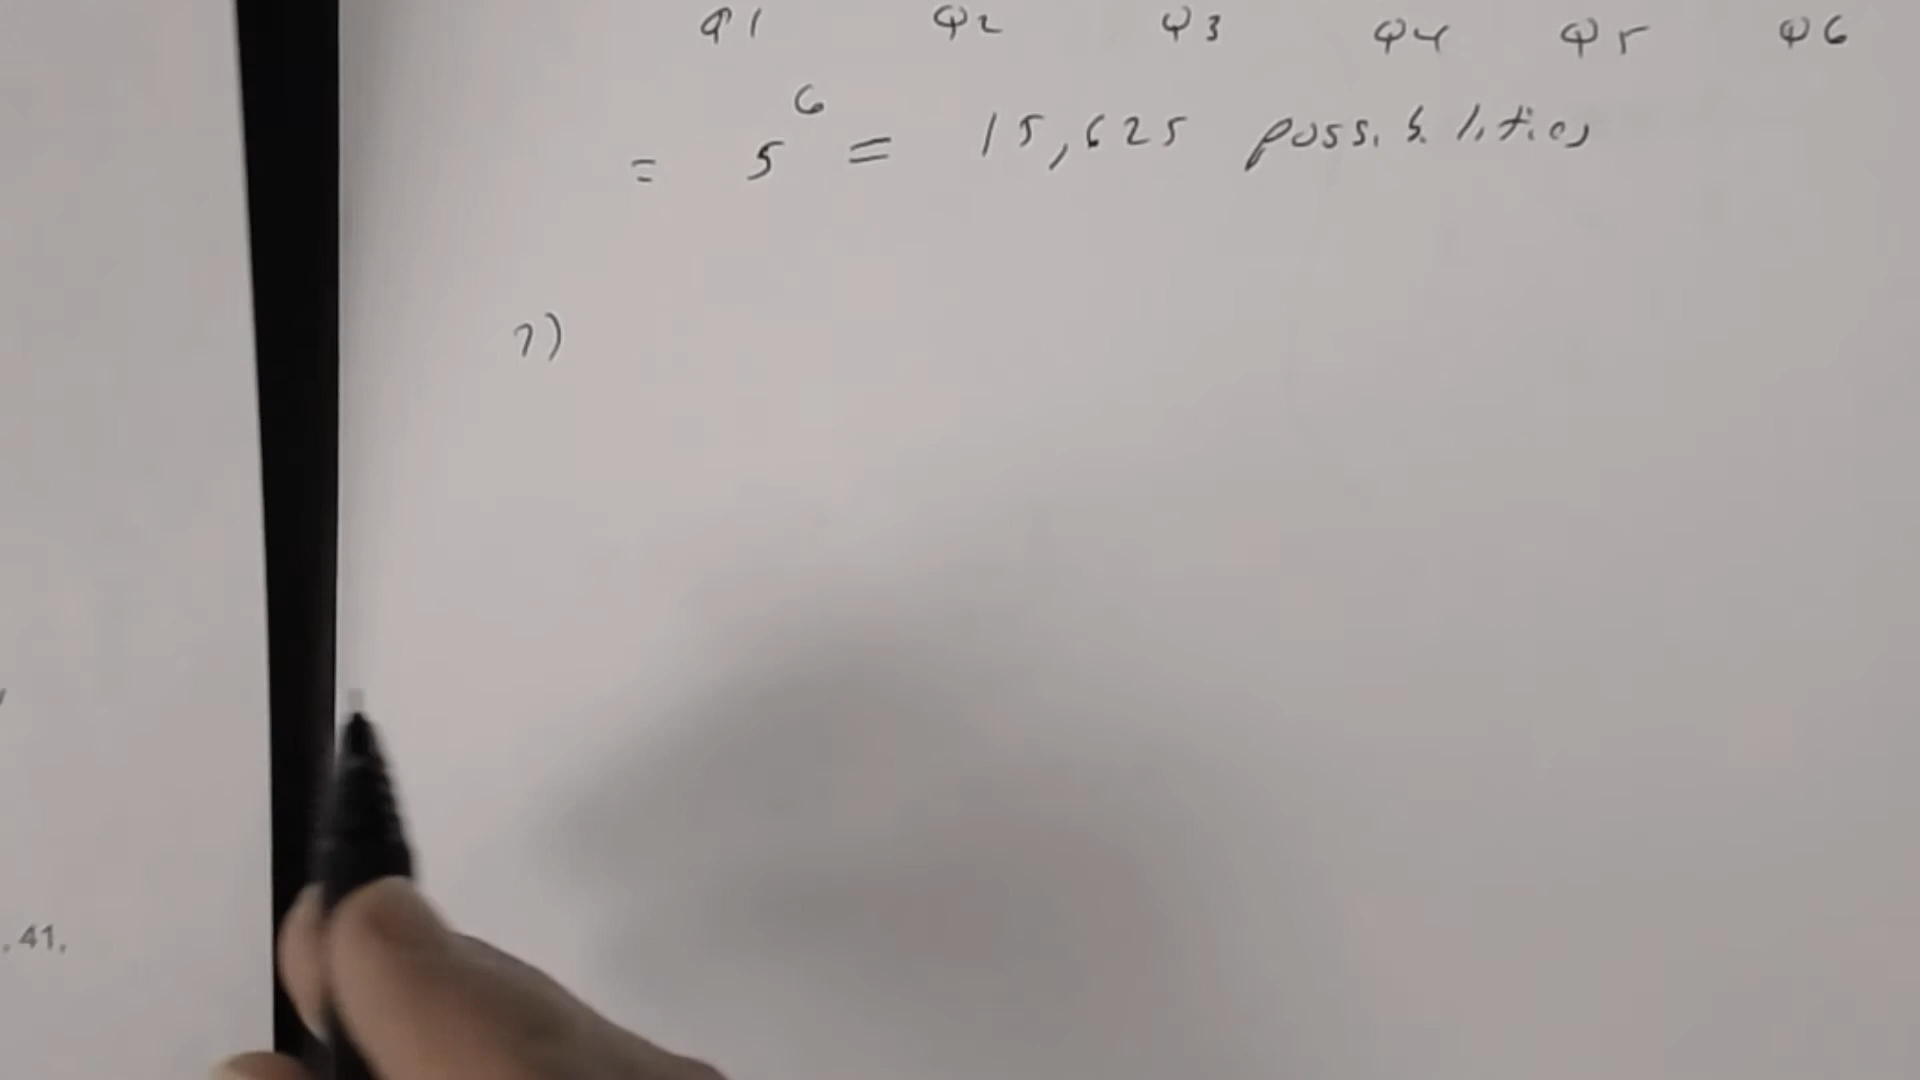 Q1 Q2 Q3 Q4 Q5 Q6
= 5^6 = 15,625 possibilities
7)
, 41,